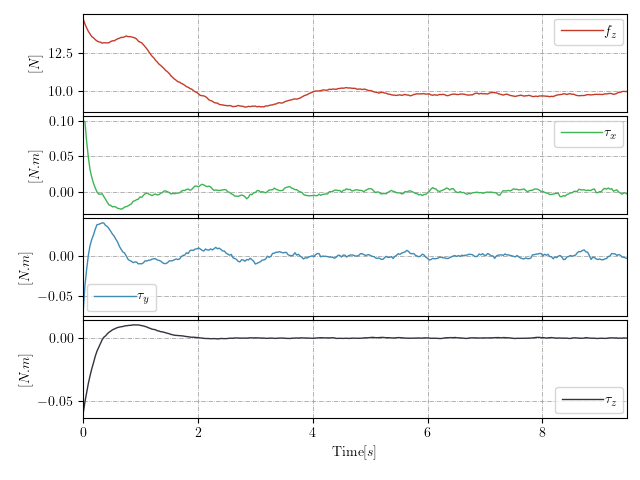 12.5
10.0
[N]
f_z
0.10
0.05
0.00
[N.m]
τ_x
0.00
−0.05
[N.m]
τ_y
0.00
−0.05
[N.m]
τ_z
0 2 4 6 8
Time[s]